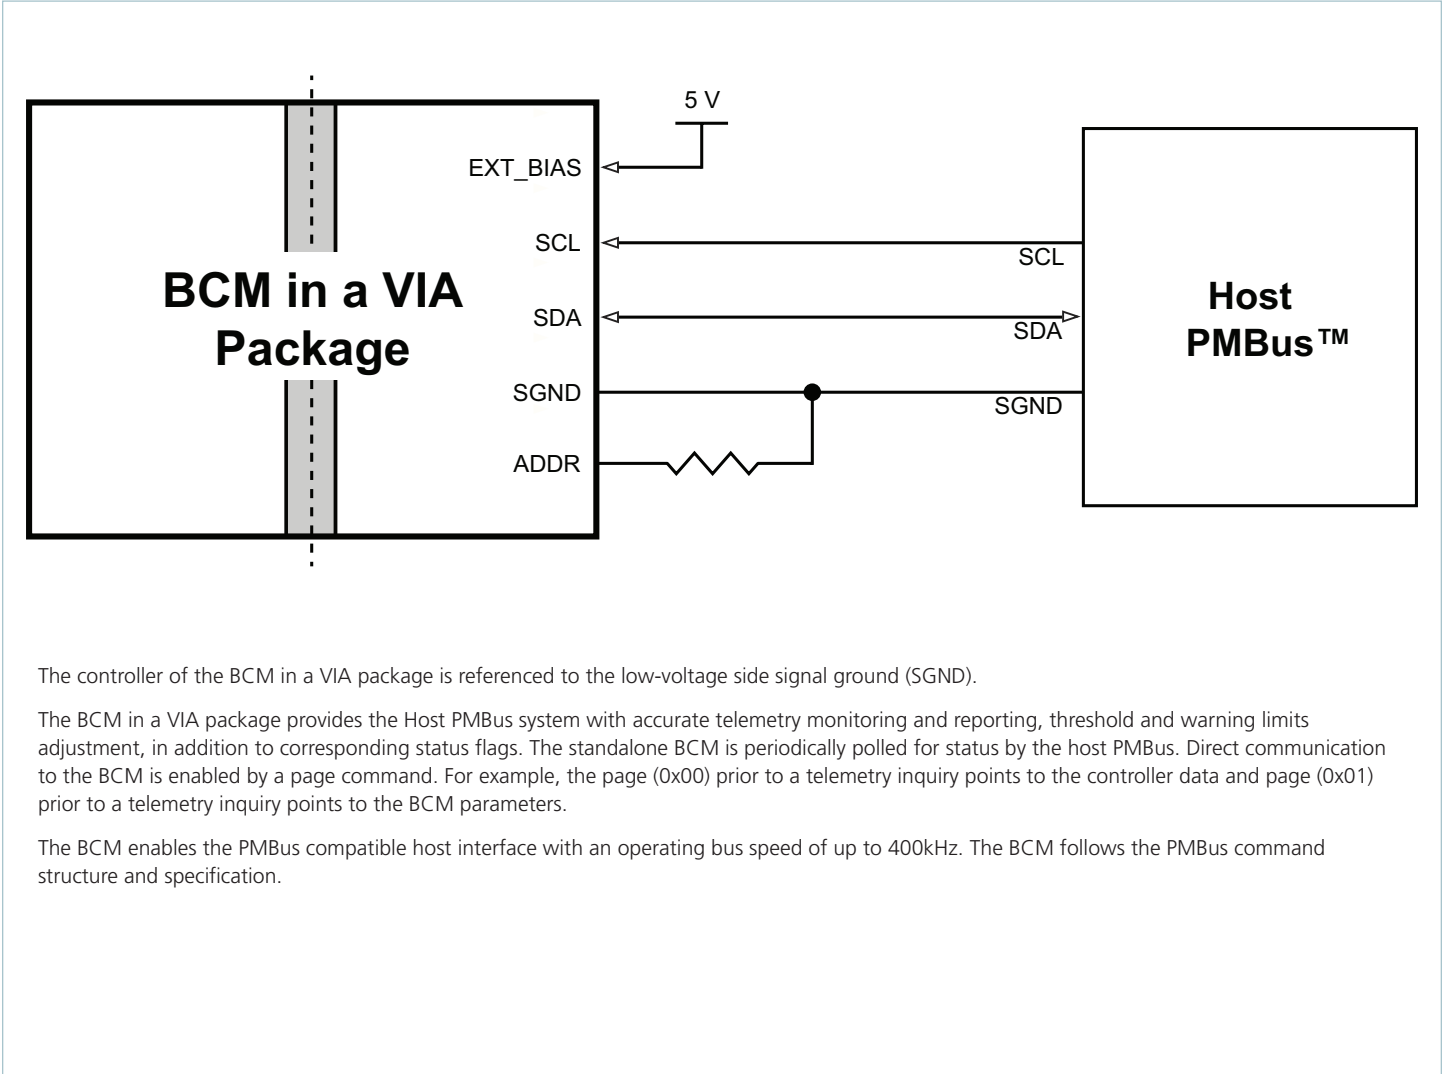 5 V
EXT_BIAS
SCL
SCL
BCM in a VIA
Package
Host
PMBus™
SDA
SDA
SGND
SGND
ADDR
The controller of the BCM in a VIA package is referenced to the low-voltage side signal ground (SGND).
The BCM in a VIA package provides the Host PMBus system with accurate telemetry monitoring and reporting, threshold and warning limits
adjustment, in addition to corresponding status flags. The standalone BCM is periodically polled for status by the host PMBus. Direct communication
to the BCM is enabled by a page command. For example, the page (0x00) prior to a telemetry inquiry points to the controller data and page (0x01)
prior to a telemetry inquiry points to the BCM parameters.
The BCM enables the PMBus compatible host interface with an operating bus speed of up to 400kHz. The BCM follows the PMBus command
structure and specification.